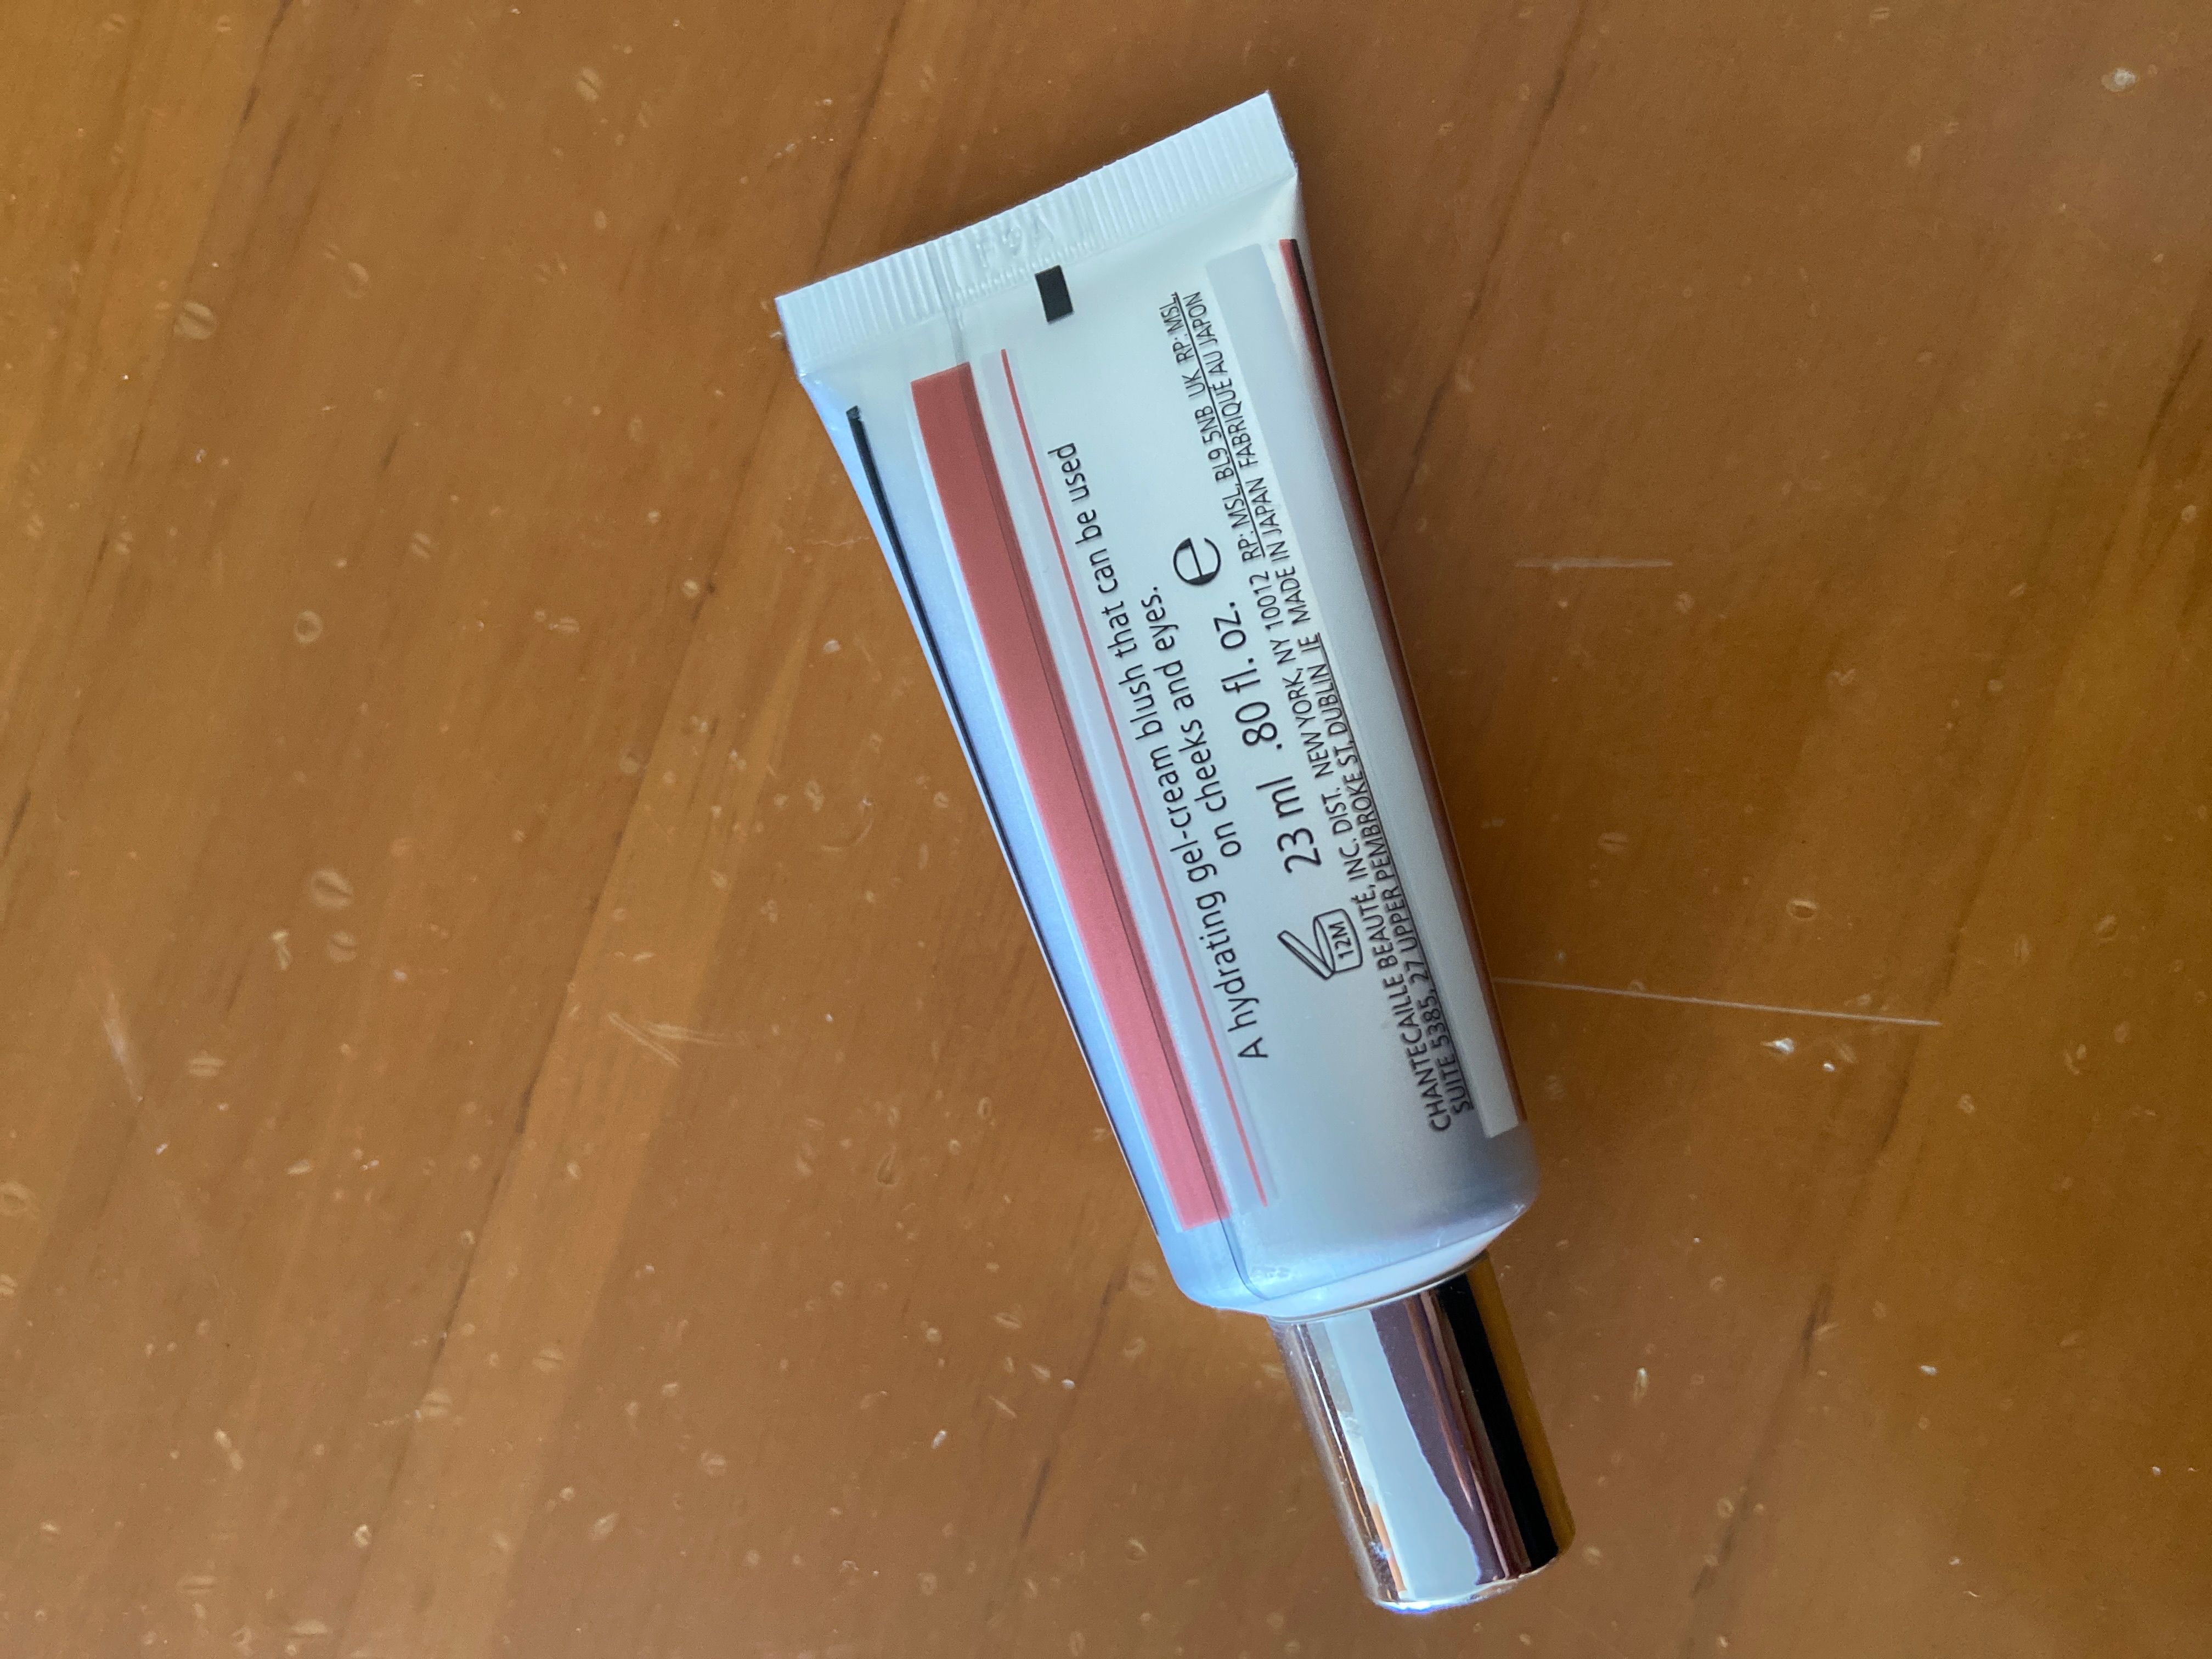 A hydrating gel-cream blush that can be used
on cheeks and eyes.
12M 23 ml .80 fl. oz. ℮
CHANTECAILLE BEAUTÉ, INC. DIST. NEW YORK, NY 10012 RP: MSL, BL9 5NB UK RP: MSL,
SUITE 5385, 27 UPPER PEMBROKE ST, DUBLIN IE MADE IN JAPAN FABRIQUÉ AU JAPON